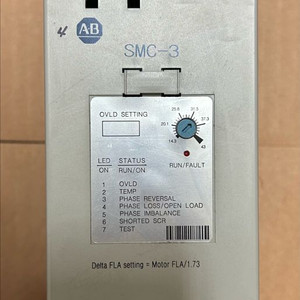 4
AB
SMC-3
OVLD SETTING
25.8
31.5
20.1
37.3
14.3
43
LED STATUS
ON RUN/ON
RUN/FAULT
1 OVLD
2 TEMP
3 PHASE REVERSAL
4 PHASE LOSS/OPEN LOAD
5 PHASE IMBALANCE
6 SHORTED SCR
7 TEST
Delta FLA setting = Motor FLA/1.73